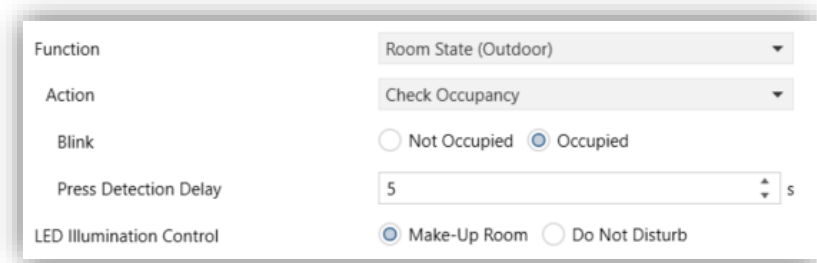 Function Room State (Outdoor)
Action Check Occupancy
Blink Not Occupied Occupied
Press Detection Delay 5 s
LED Illumination Control Make-Up Room Do Not Disturb